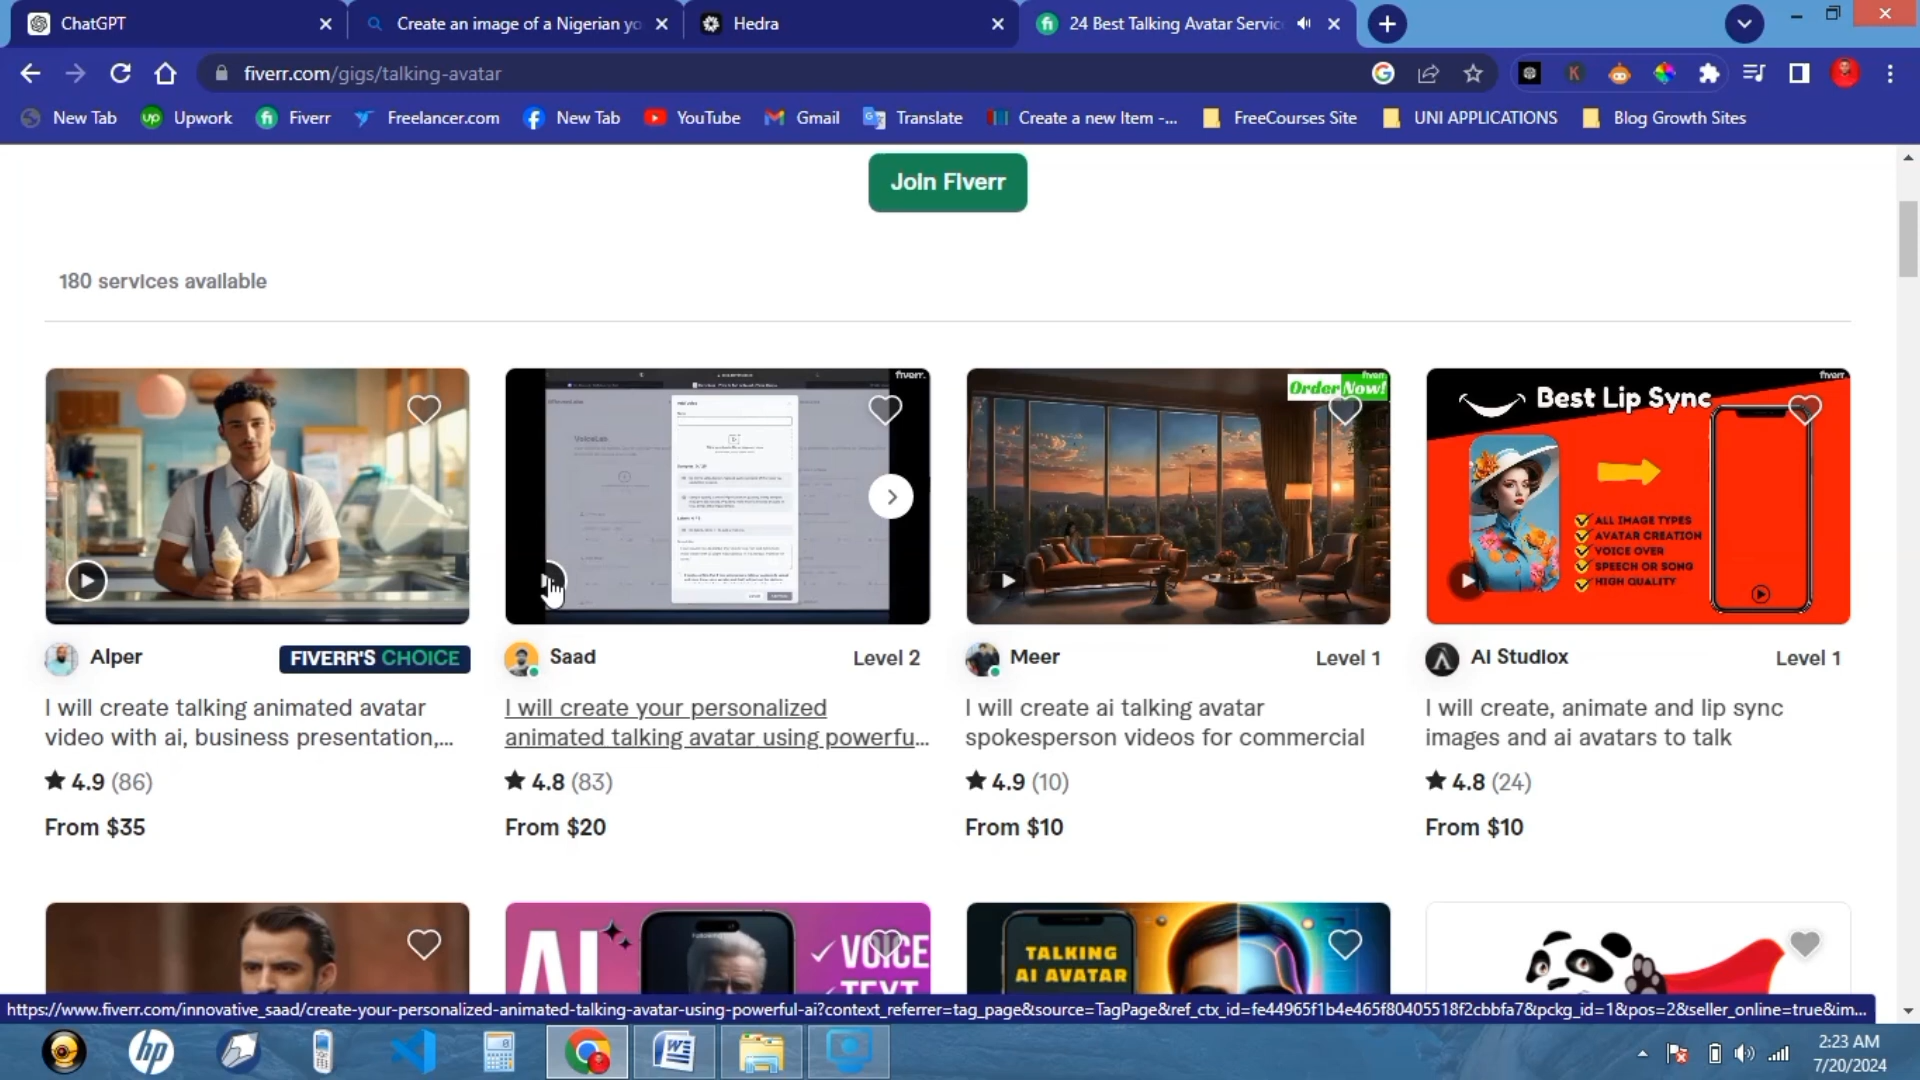 ChatGPT
Create an image of a Nigerian yo
Hedra
24 Best Talking Avatar Servic
fiverr.com/gigs/talking-avatar
New Tab
Upwork
Fiverr
Freelancer.com
New Tab
YouTube
Gmail
Translate
Create a new Item -...
FreeCourses Site
UNI APPLICATIONS
Blog Growth Sites
Join Fiverr
180 services available
fiverr.
VoiceLab
fiverr.
Order Now!
fiverr.
Best Lip Sync
ALL IMAGE TYPES
AVATAR CREATION
VOICE OVER
SPEECH OR SONG
HIGH QUALITY
Alper
FIVERR'S CHOICE
Saad
Level 2
Meer
Level 1
AI Studiox
Level 1
I will create talking animated avatar
video with ai, business presentation,...
I will create your personalized
animated talking avatar using powerfu...
I will create ai talking avatar
spokesperson videos for commercial
I will create, animate and lip sync
images and ai avatars to talk
4.9 (86)
4.8 (83)
4.9 (10)
4.8 (24)
From $35
From $20
From $10
From $10
AI
VOICE
TEXT
TALKING
AI AVATAR
https://www.fiverr.com/innovative_saad/create-your-personalized-animated-talking-avatar-using-powerful-ai?context_referrer=tag_page&source=TagPage&ref_ctx_id=fe44965f1b4e465f80405518f2cbbfa7&pckg_id=1&pos=2&seller_online=true&im...
2:23 AM
7/20/2024